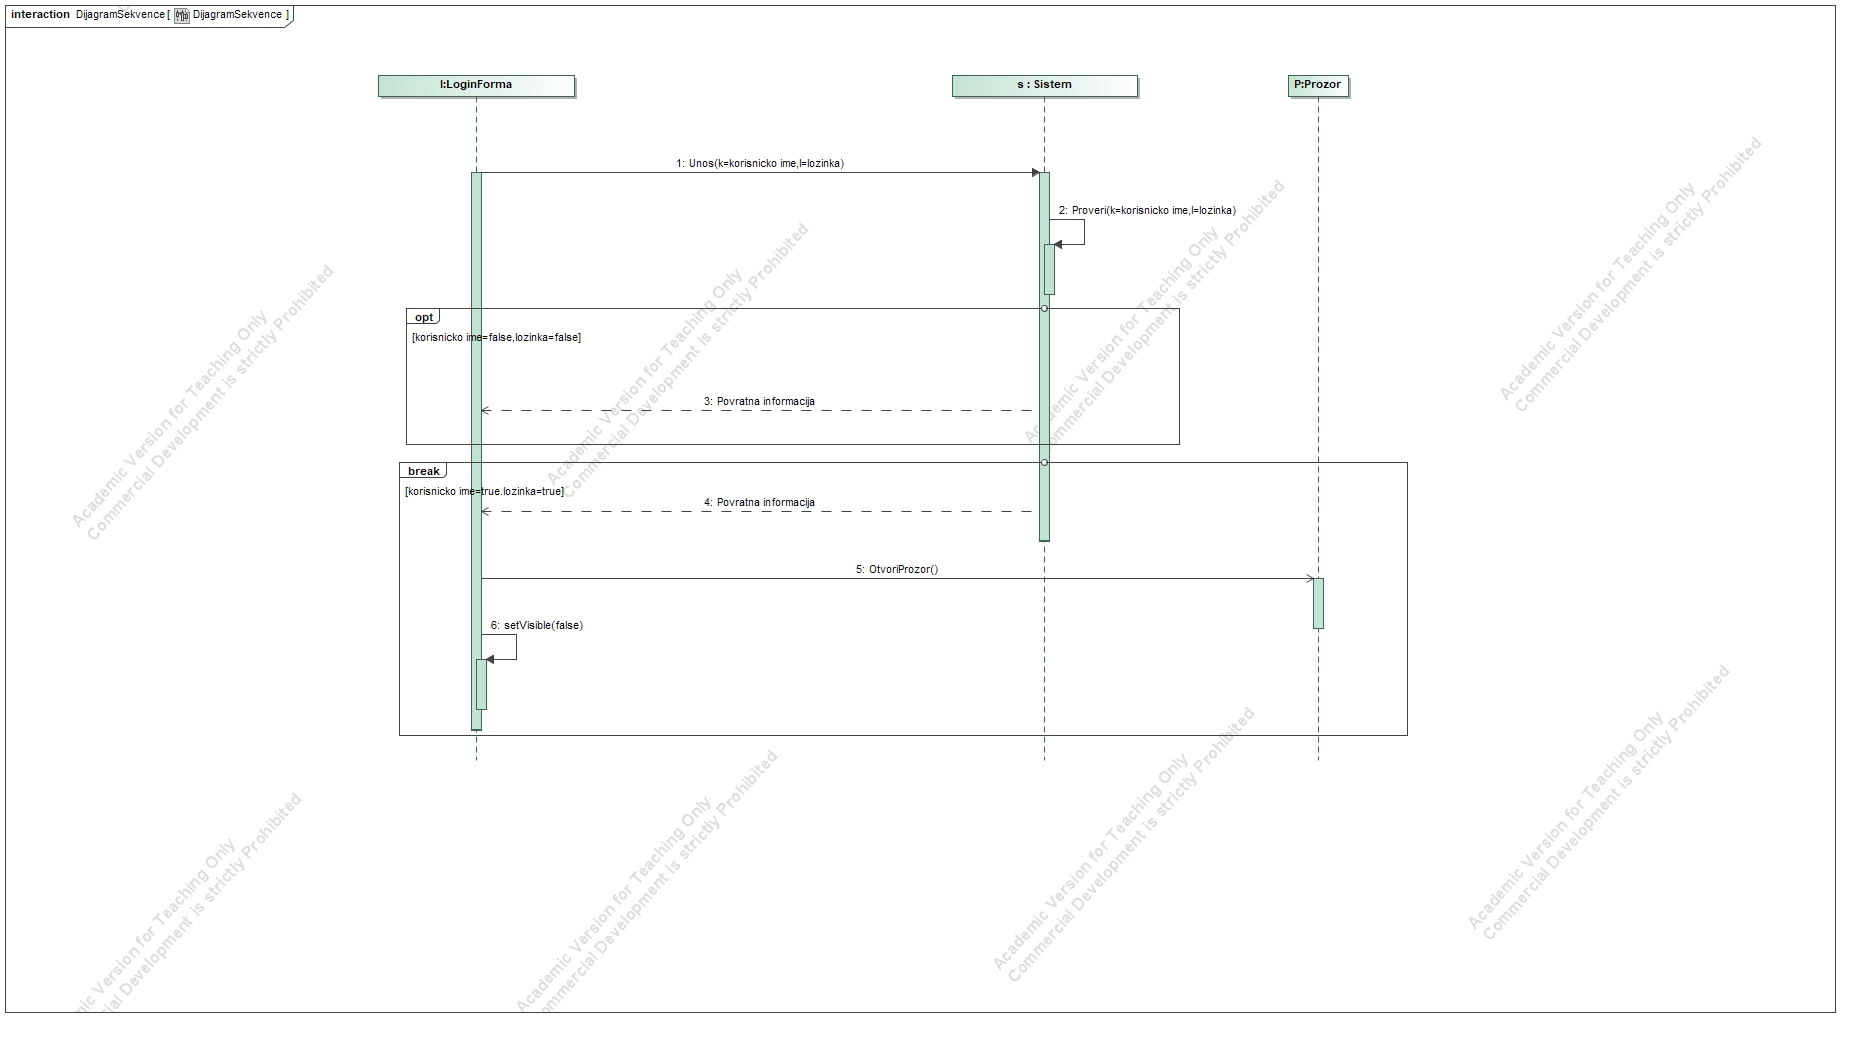 interaction DijagramSekvence [ DijagramSekvence ]
l:LoginForma
s : Sistem
P:Prozor
1: Unos(k=korisnicko ime,l=lozinka)
2: Proveri(k=korisnicko ime,l=lozinka)
opt
[korisnicko ime=false,lozinka=false]
3: Povratna informacija
break
[korisnicko ime=true.lozinka=true]
4: Povratna informacija
5: OtvoriProzor()
6: setVisible(false)
Academic Version for Teaching Only
Commercial Development is strictly Prohibited
Academic Version for Teaching Only
Commercial Development is strictly Prohibited
Academic Version for Teaching Only
Commercial Development is strictly Prohibited
Academic Version for Teaching Only
Commercial Development is strictly Prohibited
mic Version for Teaching Only
cial Development is strictly Prohibited
Academic Version for Teaching Only
ommercial Development is strictly Prohibited
Academic Version for Teaching Only
Commercial Development is strictly Prohibited
Academic Version for Teaching Only
Commercial Development is strictly Prohibited